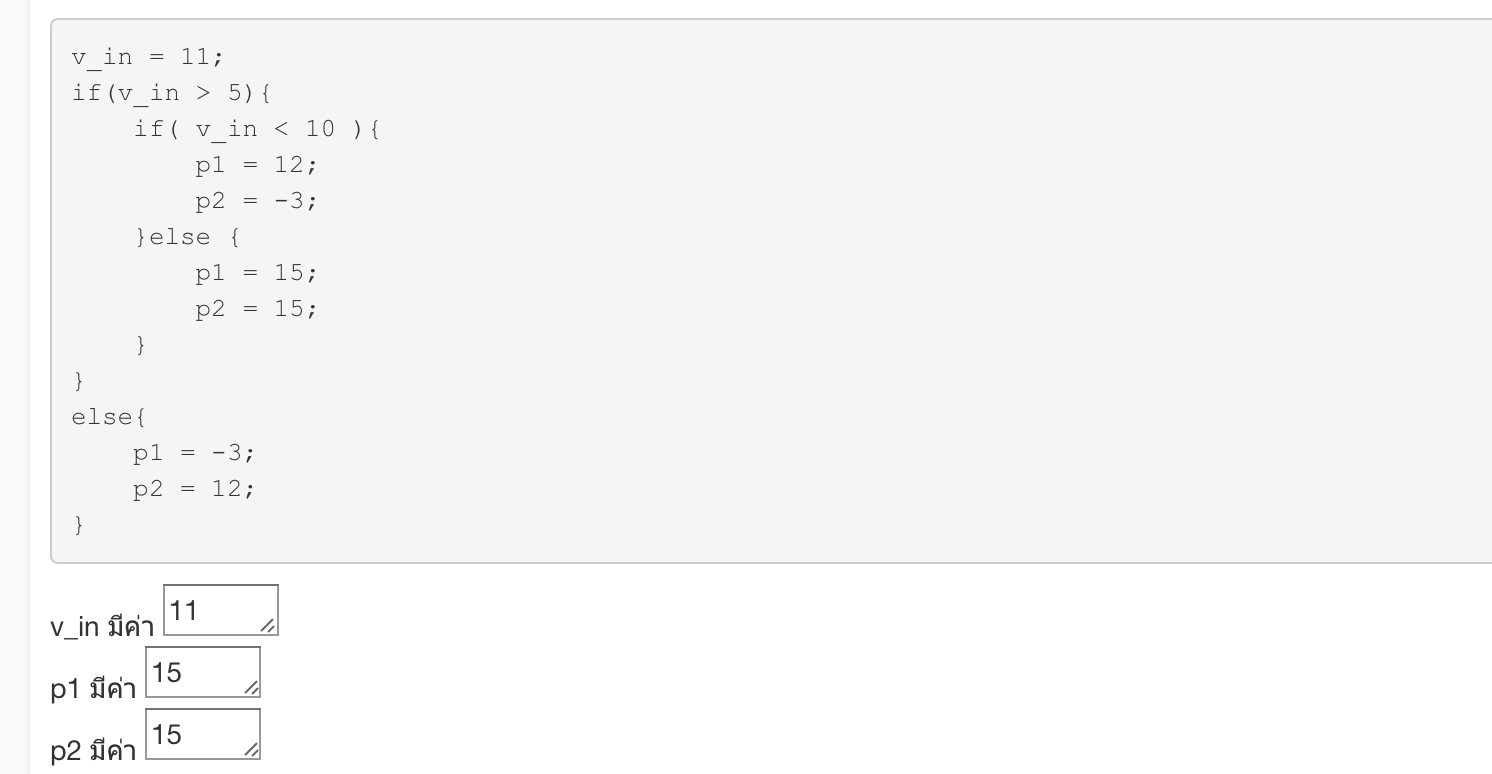 v_in = 11;
if(v_in > 5){
    if( v_in < 10 ){
        p1 = 12;
        p2 = -3;
    }else {
        p1 = 15;
        p2 = 15;
    }
}
else{
    p1 = -3;
    p2 = 12;
}
v_in มีค่า 11
p1 มีค่า 15
p2 มีค่า 15